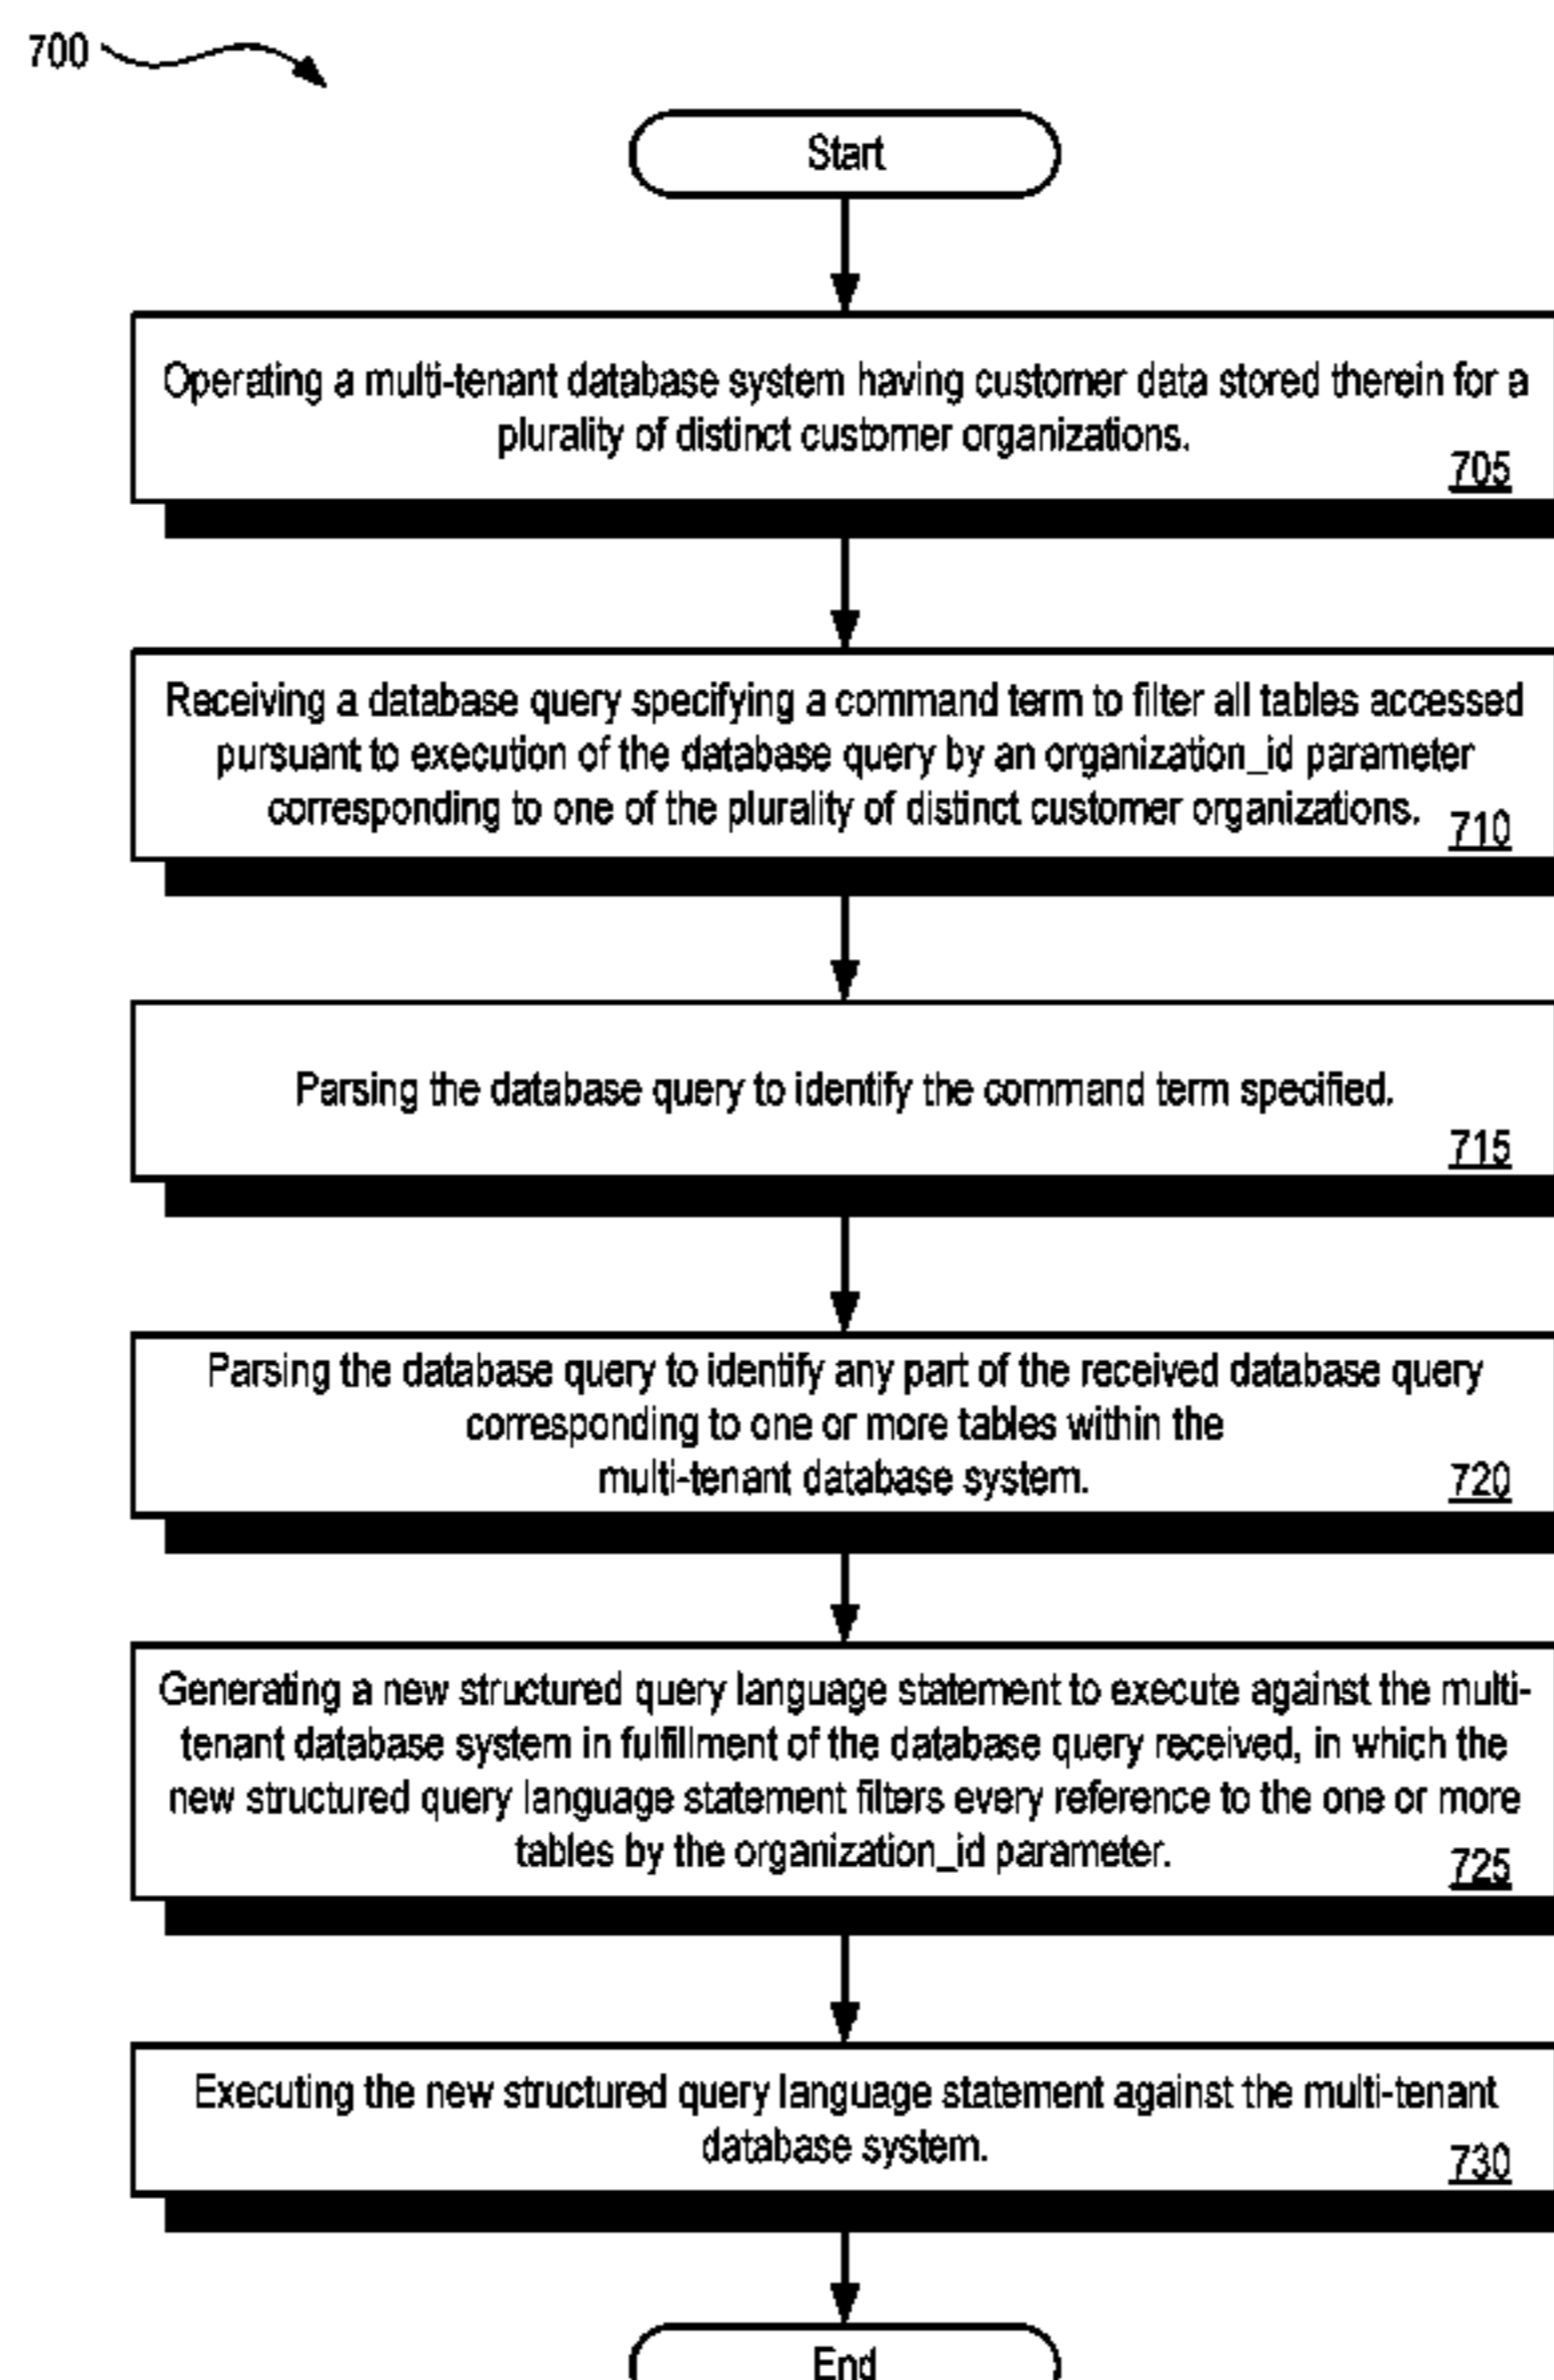 700
Start
Operating a multi-tenant database system having customer data stored therein for a
plurality of distinct customer organizations.
705
Receiving a database query specifying a command term to filter all tables accessed
pursuant to execution of the database query by an organization_id parameter
corresponding to one of the plurality of distinct customer organizations.
710
Parsing the database query to identify the command term specified.
715
Parsing the database query to identify any part of the received database query
corresponding to one or more tables within the
multi-tenant database system.
720
Generating a new structured query language statement to execute against the multi-
tenant database system in fulfillment of the database query received, in which the
new structured query language statement filters every reference to the one or more
tables by the organization_id parameter.
725
Executing the new structured query language statement against the multi-tenant
database system.
730
End